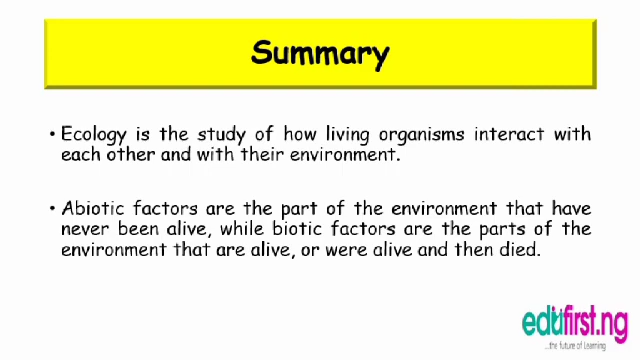 Summary
• Ecology is the study of how living organisms interact with
each other and with their environment.
• Abiotic factors are the part of the environment that have
never been alive, while biotic factors are the parts of the
environment that are alive, or were alive and then died.
edufirst.ng
...the future of Learning